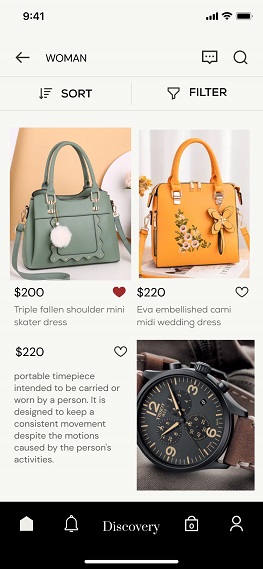 9:41
WOMAN
SORT
FILTER
$200
$220
Triple fallen shoulder mini
skater dress
Eva embellished cami
midi wedding dress
$220
portable timepiece
intended to be carried or
worn by a person. It is
designed to keep a
consistent movement
despite the motions
caused by the person's
activities.
Discovery
0